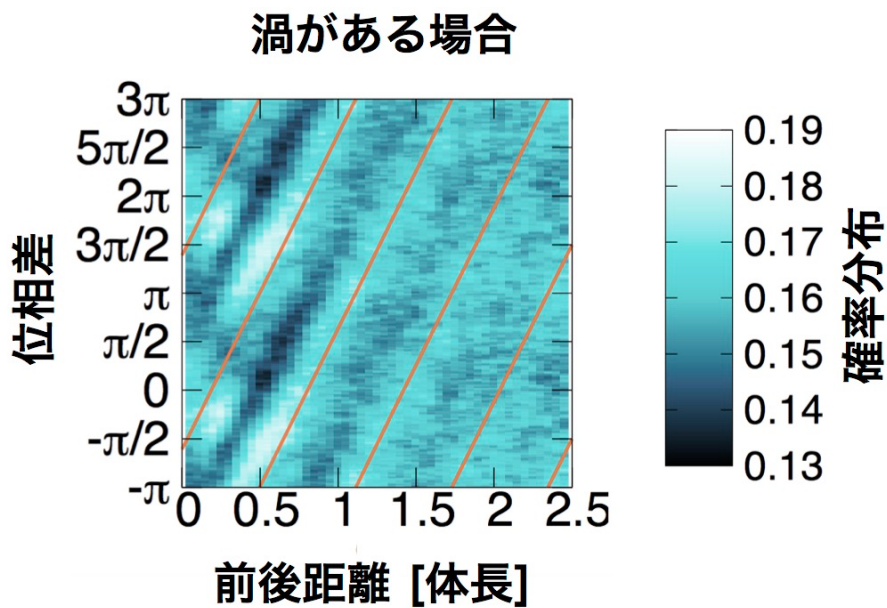 渦がある場合
3π
5π/2
2π
3π/2
π
π/2
0
-π/2
-π
位相差
0 0.5 1 1.5 2 2.5
前後距離 [体長]
0.19
0.18
0.17
0.16
0.15
0.14
0.13
確率分布